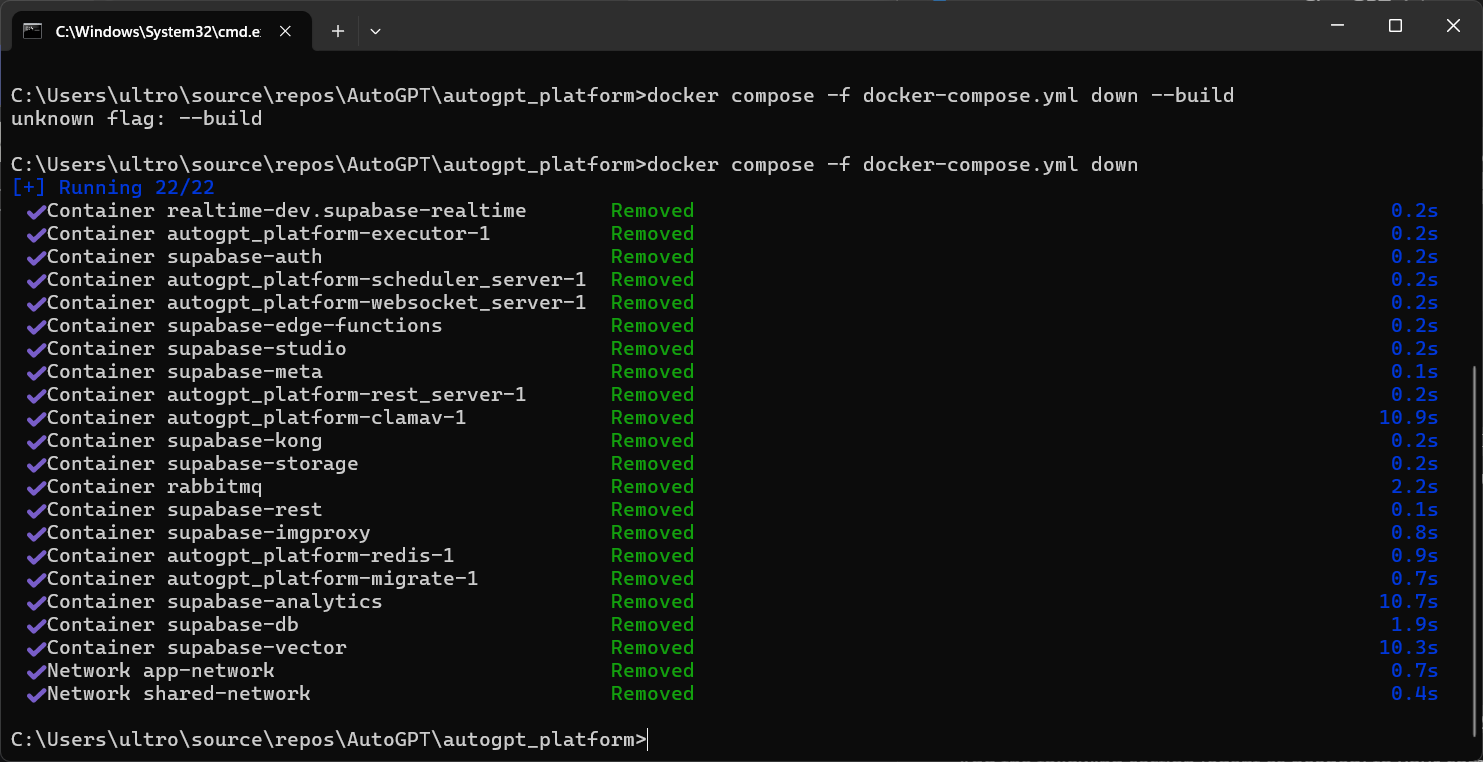 C:\Windows\System32\cmd.e
C:\Users\ultro\source\repos\AutoGPT\autogpt_platform>docker compose -f docker-compose.yml down --build
unknown flag: --build
C:\Users\ultro\source\repos\AutoGPT\autogpt_platform>docker compose -f docker-compose.yml down
[+] Running 22/22
✔Container realtime-dev.supabase-realtime Removed 0.2s
✔Container autogpt_platform-executor-1 Removed 0.2s
✔Container supabase-auth Removed 0.2s
✔Container autogpt_platform-scheduler_server-1 Removed 0.2s
✔Container autogpt_platform-websocket_server-1 Removed 0.2s
✔Container supabase-edge-functions Removed 0.2s
✔Container supabase-studio Removed 0.2s
✔Container supabase-meta Removed 0.1s
✔Container autogpt_platform-rest_server-1 Removed 0.2s
✔Container autogpt_platform-clamav-1 Removed 10.9s
✔Container supabase-kong Removed 0.2s
✔Container supabase-storage Removed 0.2s
✔Container rabbitmq Removed 2.2s
✔Container supabase-rest Removed 0.1s
✔Container supabase-imgproxy Removed 0.8s
✔Container autogpt_platform-redis-1 Removed 0.9s
✔Container autogpt_platform-migrate-1 Removed 0.7s
✔Container supabase-analytics Removed 10.7s
✔Container supabase-db Removed 1.9s
✔Container supabase-vector Removed 10.3s
✔Network app-network Removed 0.7s
✔Network shared-network Removed 0.4s
C:\Users\ultro\source\repos\AutoGPT\autogpt_platform>